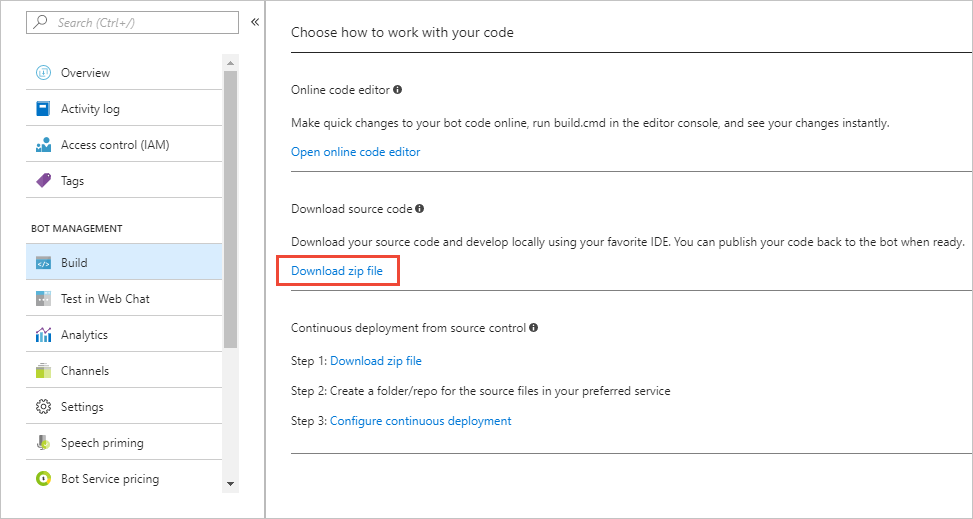 Search (Ctrl+/)
«
Overview
Activity log
Access control (IAM)
Tags
BOT MANAGEMENT
Build
Test in Web Chat
Analytics
Channels
Settings
Speech priming
Bot Service pricing
Choose how to work with your code
Online code editor
Make quick changes to your bot code online, run build.cmd in the editor console, and see your changes instantly.
Open online code editor
Download source code
Download your source code and develop locally using your favorite IDE. You can publish your code back to the bot when ready.
Download zip file
Continuous deployment from source control
Step 1: Download zip file
Step 2: Create a folder/repo for the source files in your preferred service
Step 3: Configure continuous deployment